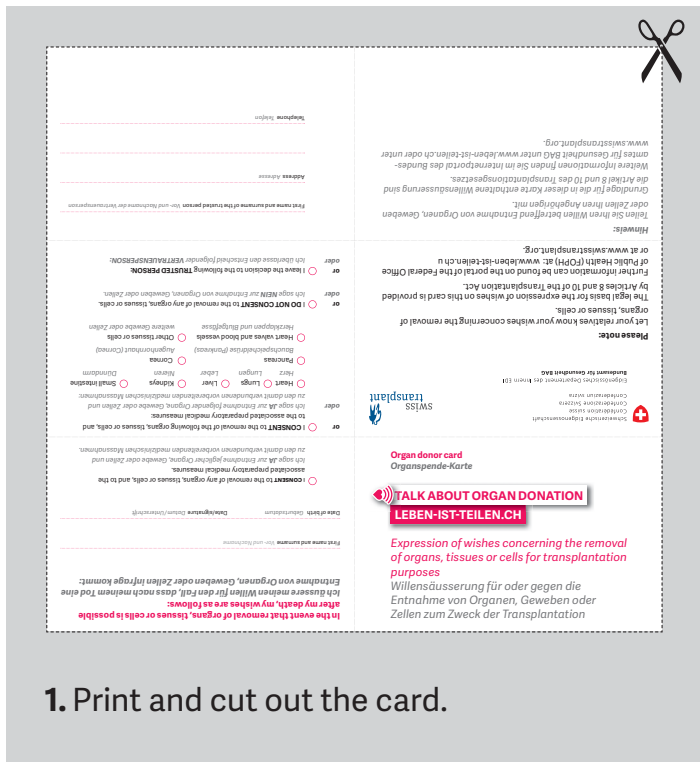 In the event that removal of organs, tissues or cells is possible
after my death, my wishes are as follows:
Ich äussere meinen Willen für den Fall, dass nach meinem Tod eine
Entnahme von Organen, Geweben oder Zellen infrage kommt:
First name and surname Vor- und Nachname
Date of birth Geburtsdatum
Date/signature Datum/Unterschrift
I CONSENT to the removal of any organs, tissues or cells, and to the
associated preparatory medical measures.
Ich sage JA zur Entnahme jeglicher Organe, Gewebe oder Zellen und
zu den damit verbundenen vorbereitenden medizinischen Massnahmen.
or I CONSENT to the removal of the following organs, tissues or cells, and
to the associated preparatory medical measures:
oder Ich sage JA zur Entnahme folgender Organe, Gewebe oder Zellen und
zu den damit verbundenen vorbereitenden medizinischen Massnahmen:
Heart Lungs Liver Kidneys Small intestine
Herz Lungen Leber Nieren Dünndarm
Pancreas Cornea
Bauchspeicheldrüse (Pankreas) Augenhornhaut (Cornea)
Heart valves and blood vessels Other tissues or cells
Herzklappen und Blutgefässe weitere Gewebe oder Zellen
or I DO NOT CONSENT to the removal of any organs, tissues or cells.
oder Ich sage NEIN zur Entnahme von Organen, Geweben oder Zellen.
or I leave the decision to the following TRUSTED PERSON:
oder Ich überlasse den Entscheid folgender VERTRAUENSPERSON:
First name and surname of the trusted person Vor- und Nachname der Vertrauensperson
Address Adresse
Telephone Telefon
Schweizerische Eidgenossenschaft
Confédération suisse
Confederazione Svizzera
Confederaziun svizra
Eidgenössisches Departement des Innern EDI
Bundesamt für Gesundheit BAG
swiss
transplant
Please note:
Let your relatives know your wishes concerning the removal of
organs, tissues or cells.
The legal basis for the expression of wishes on this card is provided
by Articles 8 and 10 of the Transplantation Act.
Further information can be found on the portal of the Federal Office
of Public Health (FOPH) at: www.leben-ist-teilen.ch u
or at www.swisstransplant.org.
Hinweis:
Teilen Sie Ihren Willen betreffend Entnahme von Organen, Geweben
oder Zellen Ihren Angehörigen mit.
Grundlage für die in dieser Karte enthaltene Willensäusserung sind
die Artikel 8 und 10 des Transplantationsgesetzes.
Weitere Informationen finden Sie im Internetportal des Bundes-
amtes für Gesundheit BAG unter www.leben-ist-teilen.ch oder unter
www.swisstransplant.org.
Organ donor card
Organspende-Karte
TALK ABOUT ORGAN DONATION
LEBEN-IST-TEILEN.CH
Expression of wishes concerning the removal
of organs, tissues or cells for transplantation
purposes
Willensäusserung für oder gegen die
Entnahme von Organen, Geweben oder
Zellen zum Zweck der Transplantation
1. Print and cut out the card.